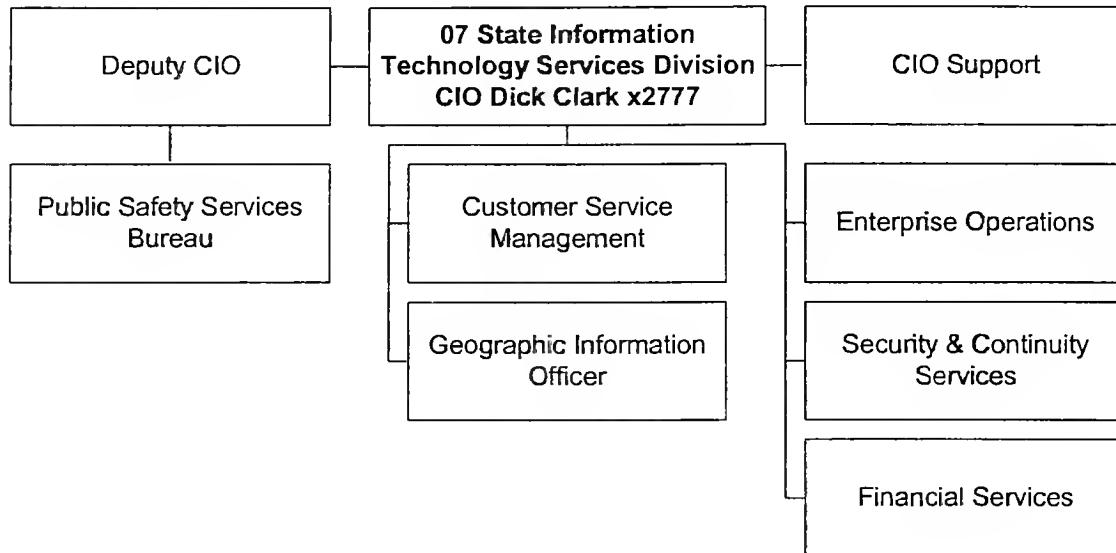 Deputy CIO
07 State Information
Technology Services Division
CIO Dick Clark x2777
CIO Support
Public Safety Services
Bureau
Customer Service
Management
Enterprise Operations
Geographic Information
Officer
Security & Continuity
Services
Financial Services